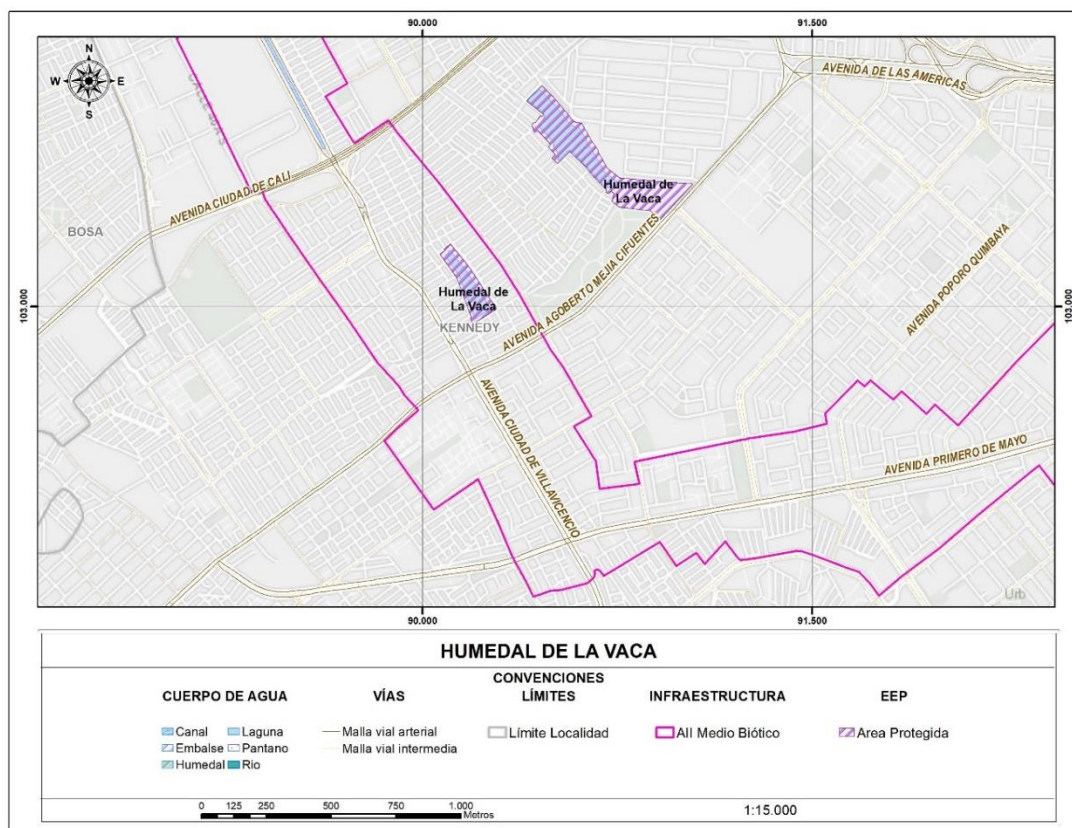 90.000
91.500
N
W
E
S
CALLE 49A S
AVENIDA DE LAS AMERICAS
Humedal de
La Vaca
AVENIDA CIUDAD DE CALI
BOSA
AVENIDA POPORO QUIMBAYA
AVENIDA AGOBERTO MEJIA CIFUENTES
Humedal de
La Vaca
103.000
103.000
KENNEDY
AVENIDA CIUDAD DE VILLAVICENCIO
AVENIDA PRIMERO DE MAYO
Urb
90.000
91.500
HUMEDAL DE LA VACA
CONVENCIONES
CUERPO DE AGUA
VÍAS
LÍMITES
INFRAESTRUCTURA
EEP
Canal
Laguna
Embalse
Pantano
Humedal
Rio
Malla vial arterial
Malla vial intermedia
Límite Localidad
AII Medio Biótico
Area Protegida
0 125 250 500 750 1.000
Metros
1:15.000